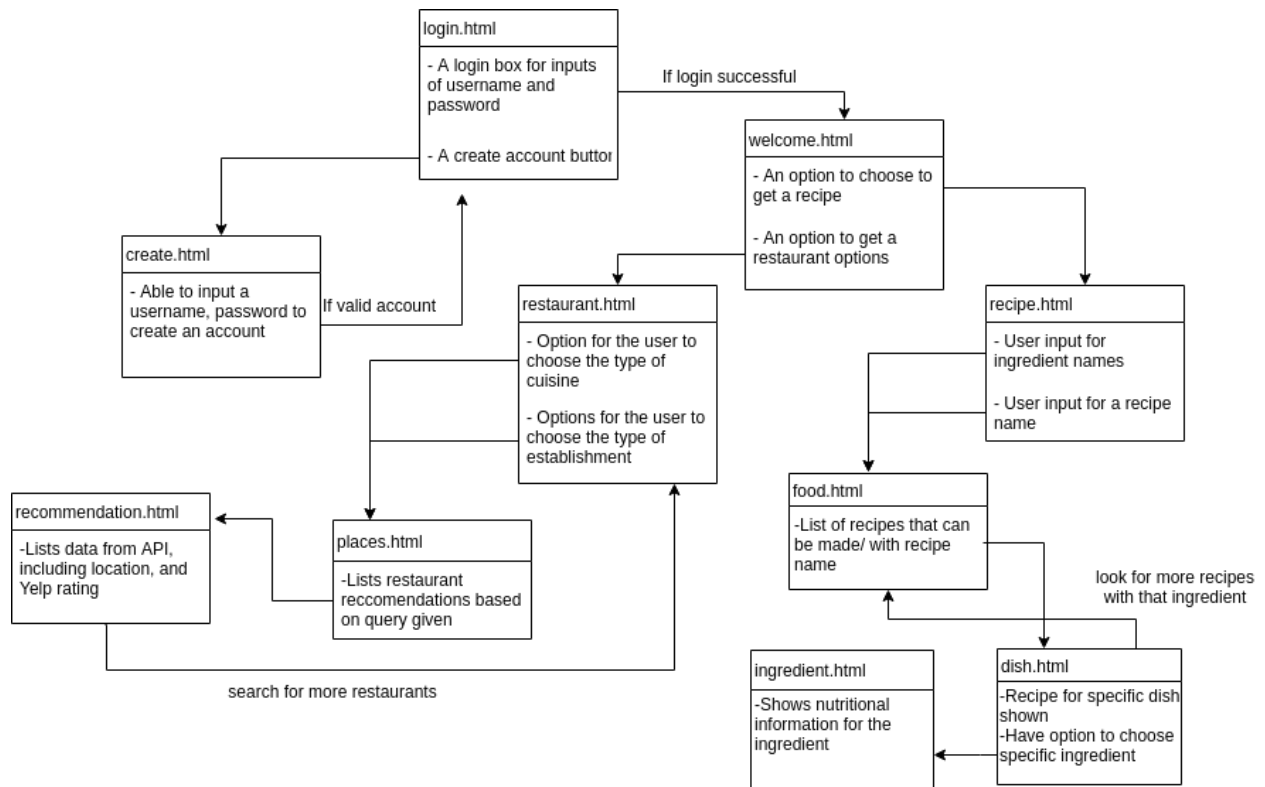 login.html
- A login box for inputs
of username and
password
- A create account button
If login successful
welcome.html
- An option to choose to
get a recipe
- An option to get a
restaurant options
create.html
- Able to input a
username, password to
create an account
If valid account
restaurant.html
- Option for the user to
choose the type of
cuisine
- Options for the user to
choose the type of
establishment
recipe.html
- User input for
ingredient names
- User input for a recipe
name
recommendation.html
-Lists data from API,
including location, and
Yelp rating
places.html
-Lists restaurant
reccomendations based
on query given
search for more restaurants
food.html
-List of recipes that can
be made/ with recipe
name
look for more recipes
with that ingredient
ingredient.html
-Shows nutritional
information for the
ingredient
dish.html
-Recipe for specific dish
shown
-Have option to choose
specific ingredient